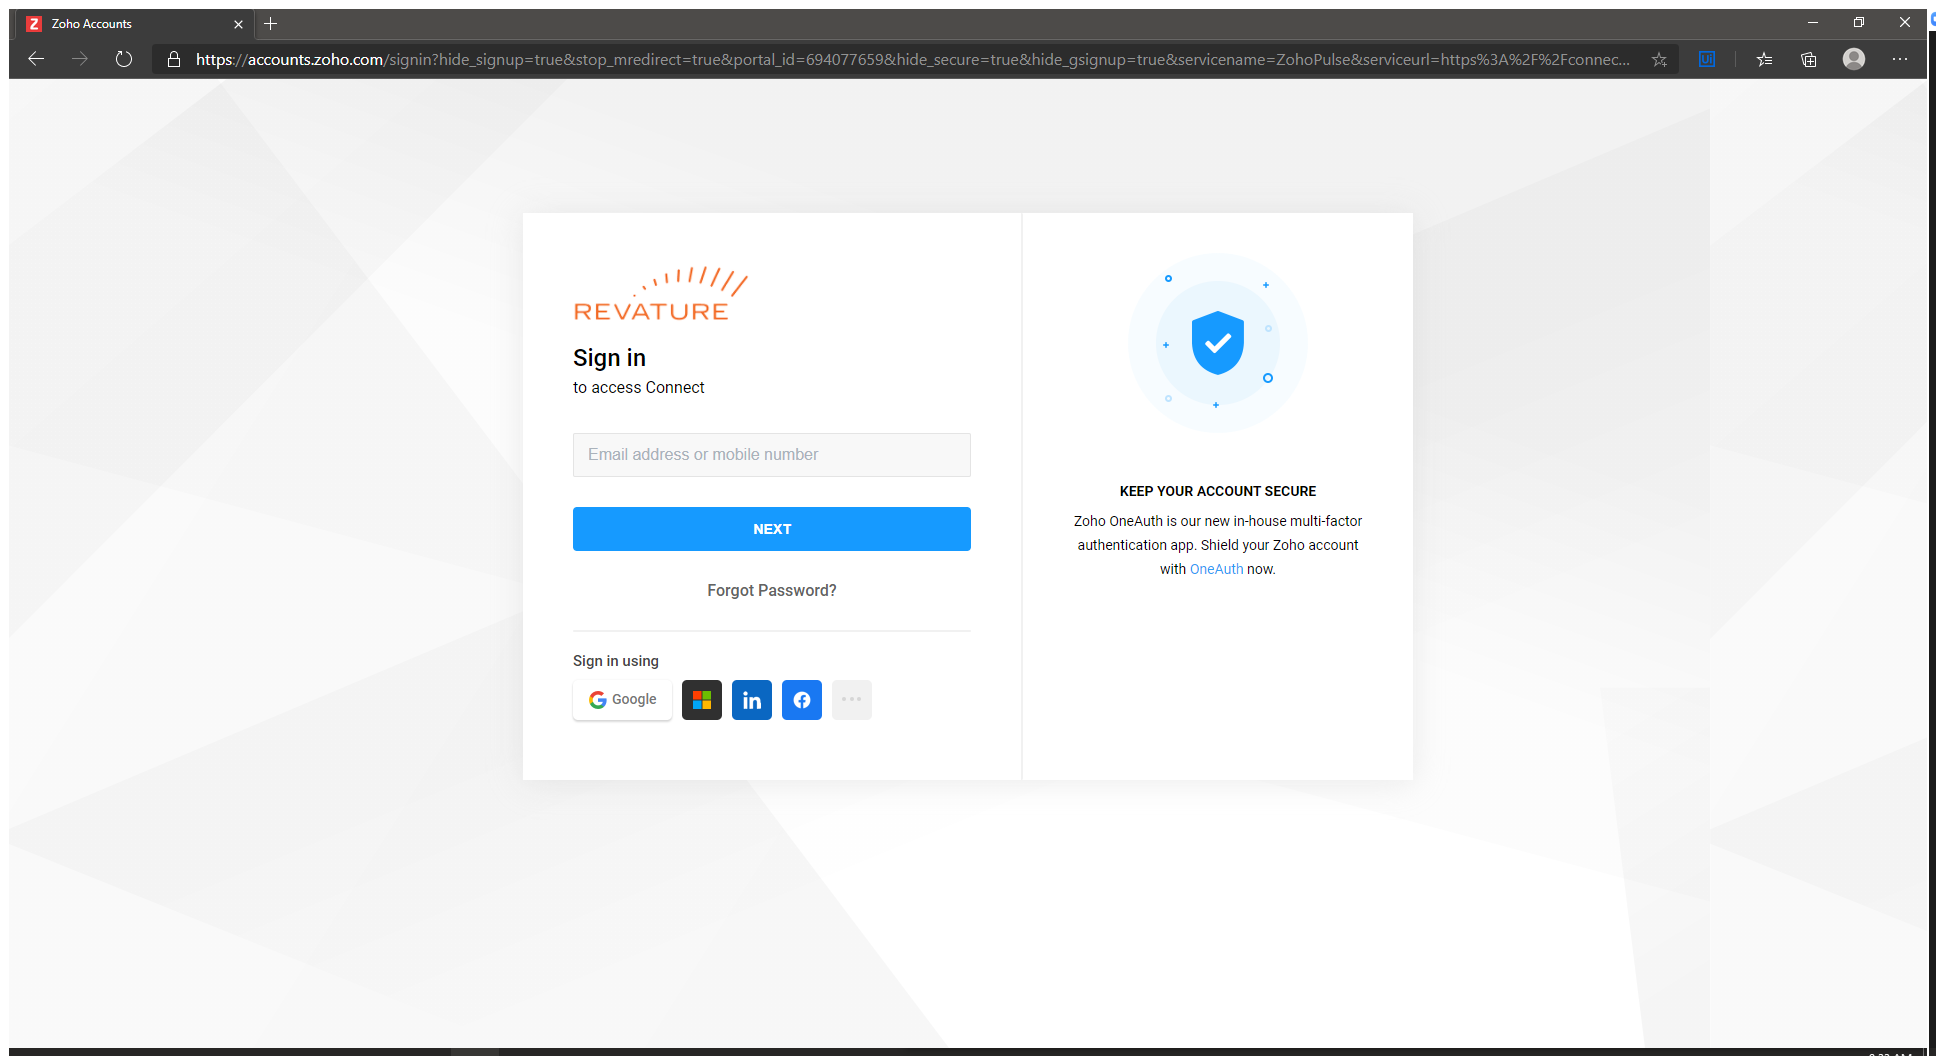 Zoho Accounts
https://accounts.zoho.com/signin?hide_signup=true&stop_mredirect=true&portal_id=694077659&hide_secure=true&hide_gsignup=true&servicename=ZohoPulse&serviceurl=https%3A%2F%2Fconnec...
REVATURE
Sign in
to access Connect
Email address or mobile number
NEXT
Forgot Password?
Sign in using
Google
in
KEEP YOUR ACCOUNT SECURE
Zoho OneAuth is our new in-house multi-factor
authentication app. Shield your Zoho account
with OneAuth now.